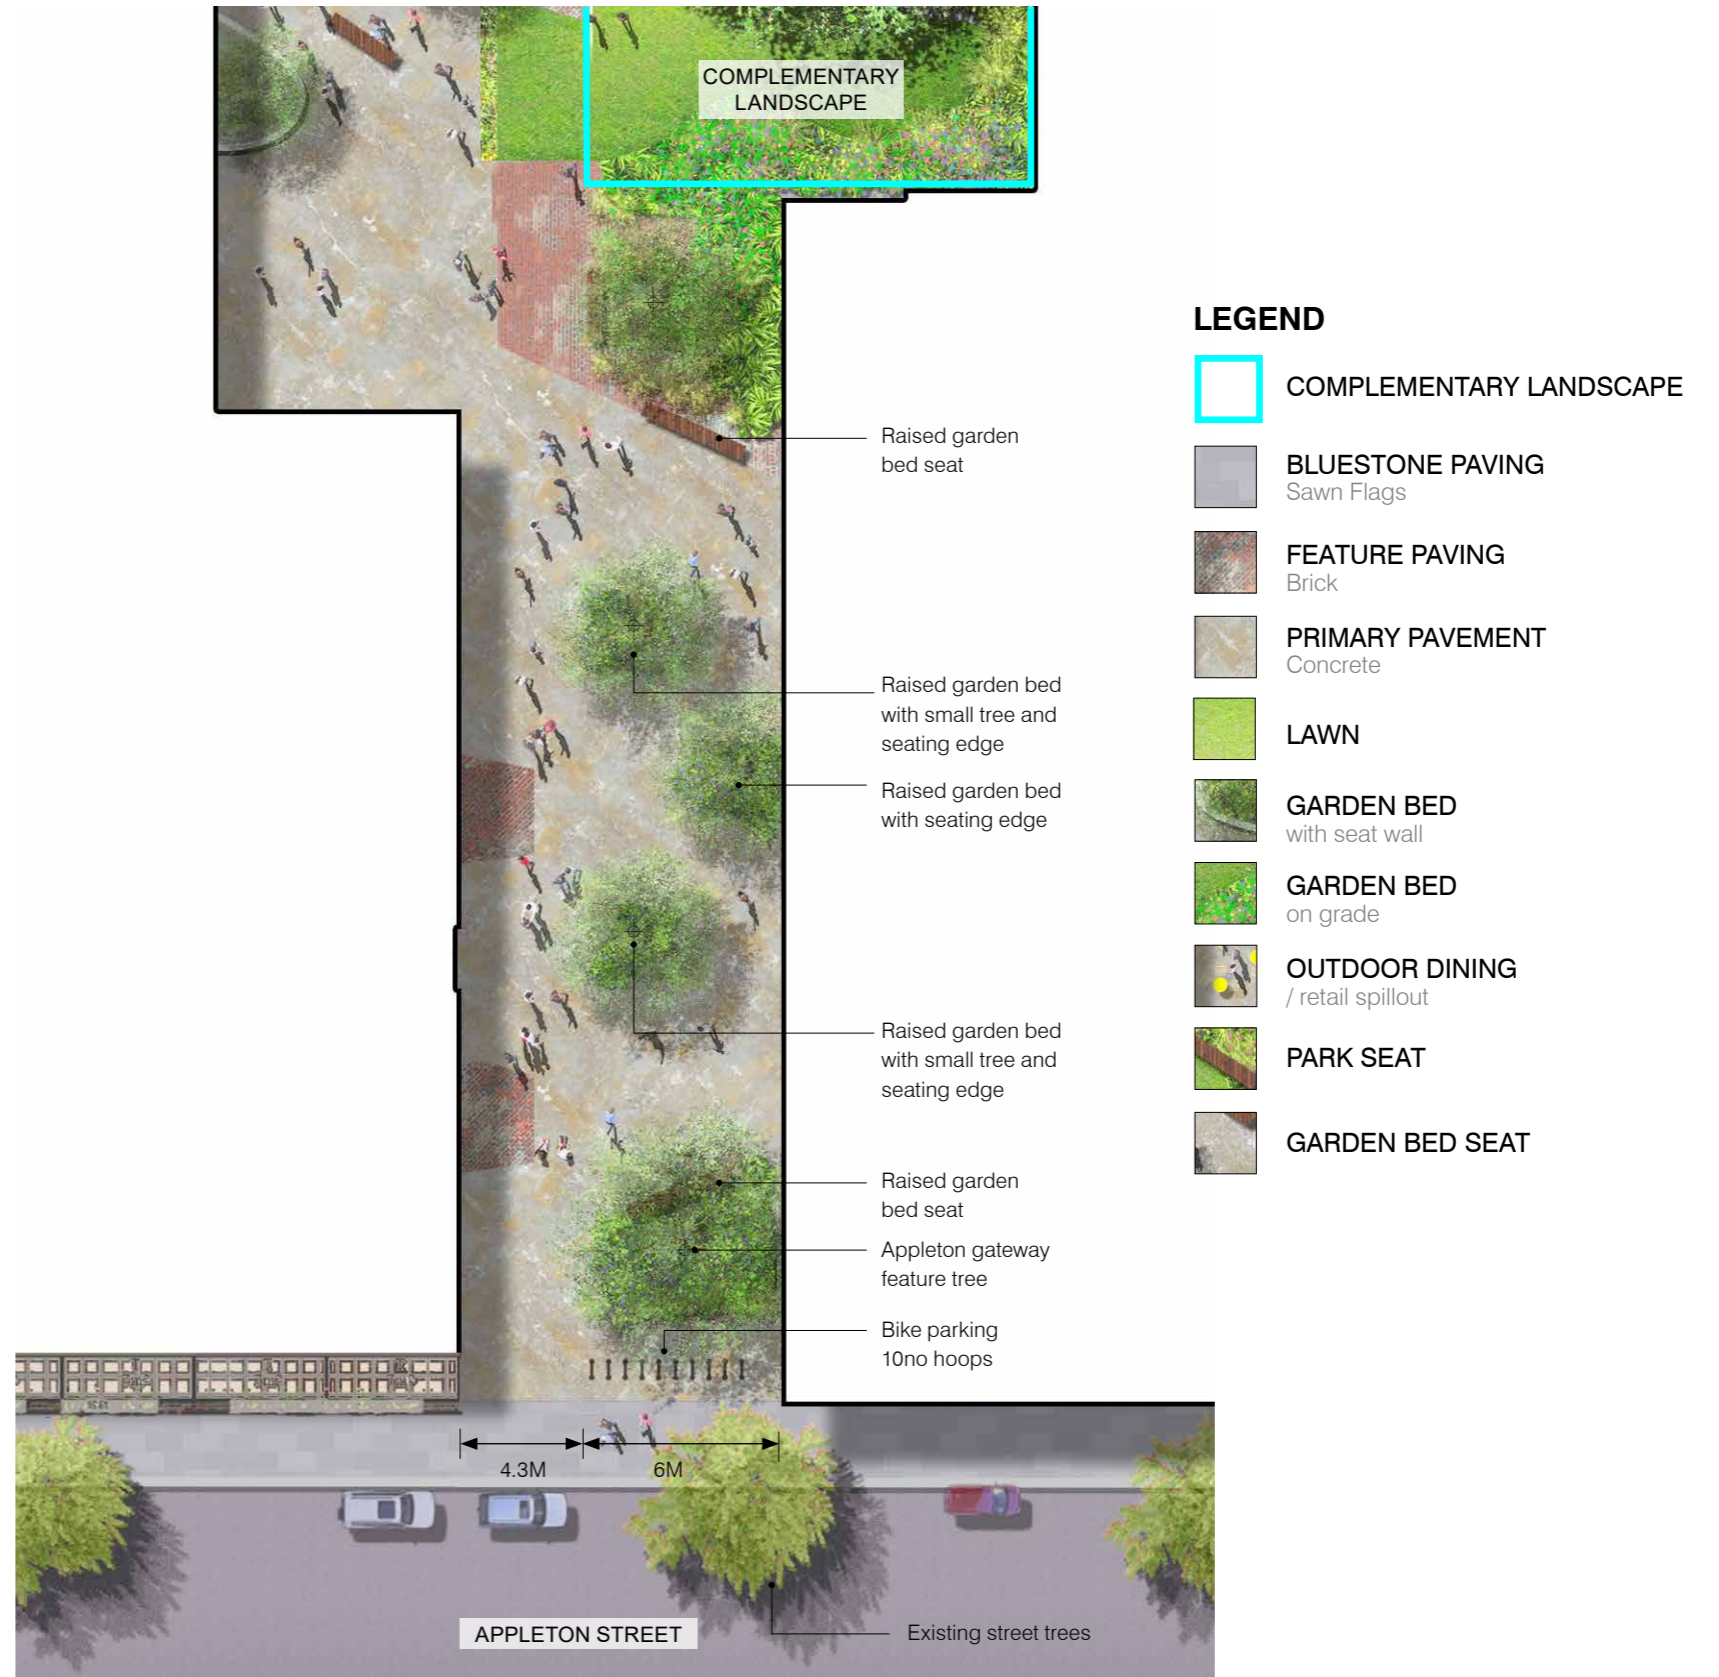 COMPLEMENTARY
LANDSCAPE
Raised garden
bed seat
Raised garden bed
with small tree and
seating edge
Raised garden bed
with seating edge
Raised garden bed
with small tree and
seating edge
Raised garden
bed seat
Appleton gateway
feature tree
Bike parking
10no hoops
4.3M
6M
APPLETON STREET
Existing street trees
LEGEND
COMPLEMENTARY LANDSCAPE
BLUESTONE PAVING
Sawn Flags
FEATURE PAVING
Brick
PRIMARY PAVEMENT
Concrete
LAWN
GARDEN BED
with seat wall
GARDEN BED
on grade
OUTDOOR DINING
/ retail spillout
PARK SEAT
GARDEN BED SEAT